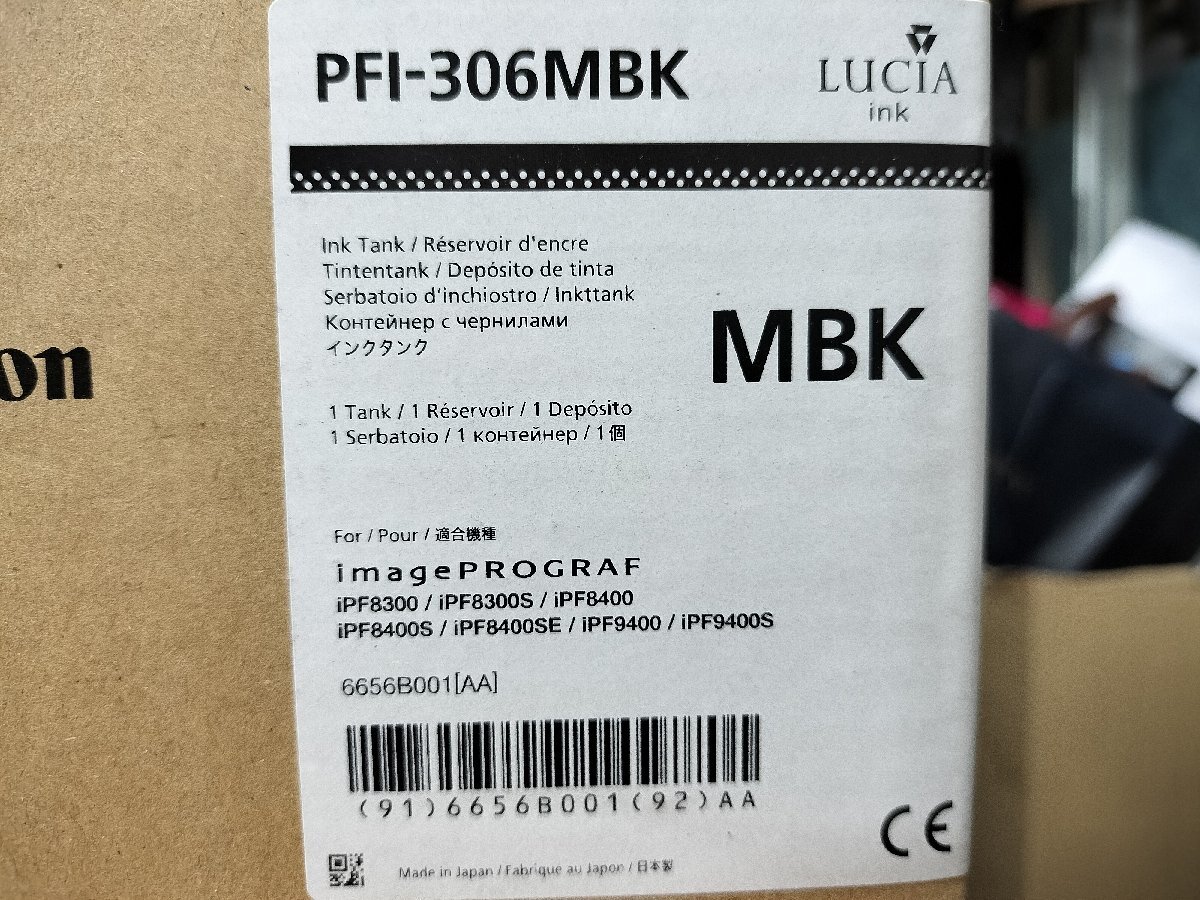 PFI-306MBK
LUCIA
ink
Ink Tank / Réservoir d'encre
Tintentank / Depósito de tinta
Serbatoio d'inchiostro / Inkttank
Контейнер с чернилами
インクタンク
MBK
on
1 Tank / 1 Réservoir / 1 Depósito
1 Serbatoio / 1 контейнер / 1個
For / Pour / 適合機種
imagePROGRAF
iPF8300 / iPF8300S / iPF8400
iPF8400S / iPF8400SE / iPF9400 / iPF9400S
6656B001[AA]
(91)6656B001(92)AA
CE
Made in Japan / Fabriqué au Japon / 日本製